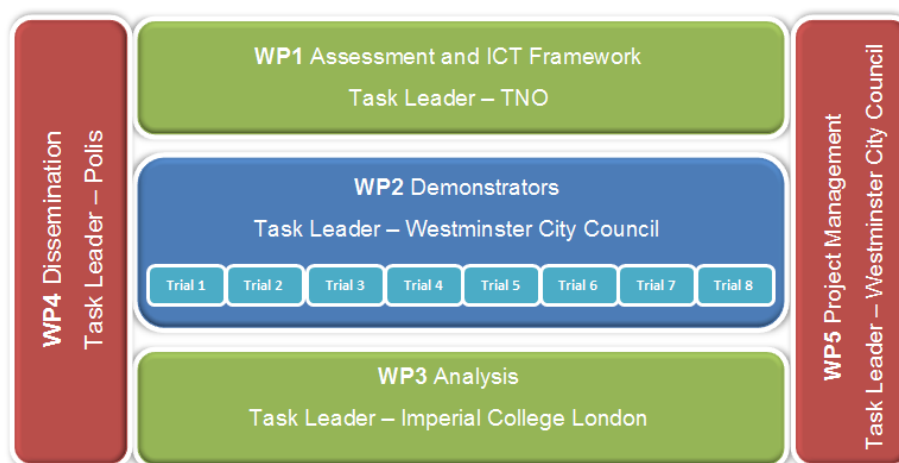 WP4 Dissemination
Task Leader – Polis
WP1 Assessment and ICT Framework
Task Leader – TNO
WP2 Demonstrators
Task Leader – Westminster City Council
Trial 1
Trial 2
Trial 3
Trial 4
Trial 5
Trial 6
Trial 7
Trial 8
WP3 Analysis
Task Leader – Imperial College London
WP5 Project Management
Task Leader – Westminster City Council